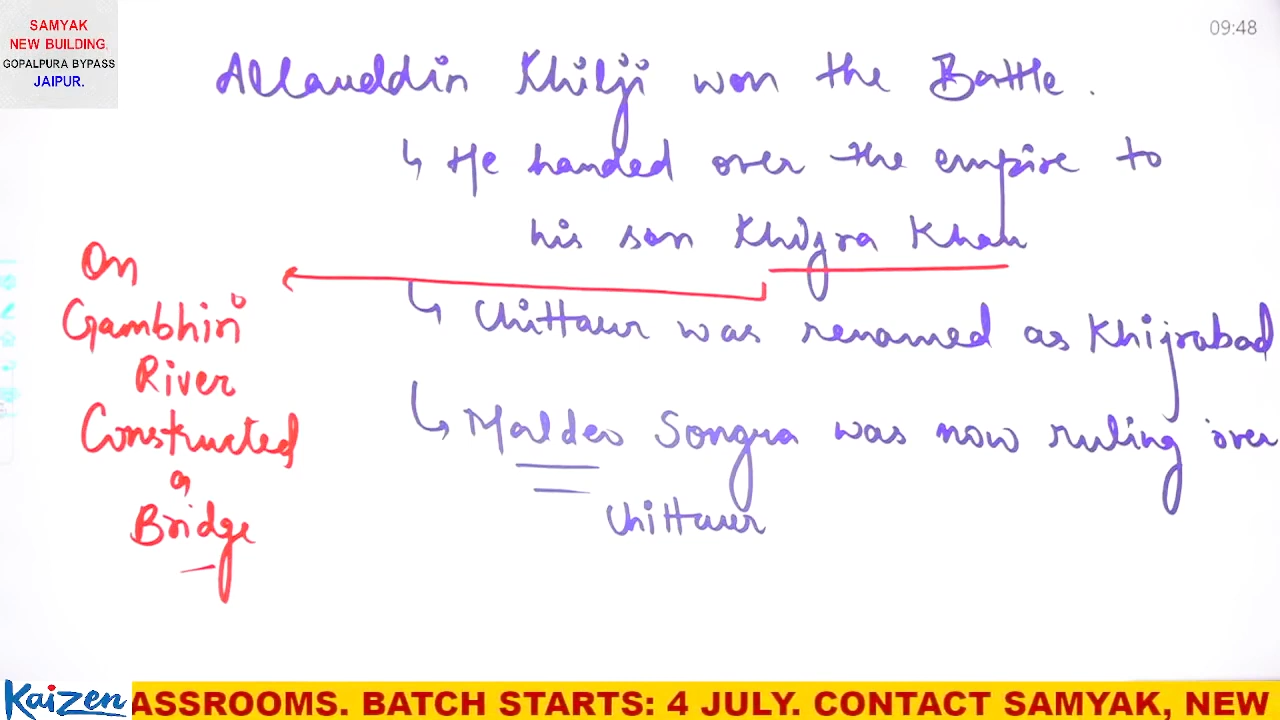 SAMYAK
NEW BUILDING,
GOPALPURA BYPASS
JAIPUR.
09:48
Allauddin Khilji won the Battle.
↳ He handed over the empire to
his son Khijra Khan
↳ Chittaur was renamed as Khijrabad
↳ Maldeo Songra was now ruling over
Chittaur
On
Gambhiri
River
Constructed
a
Bridge
Kaizen
ASSROOMS. BATCH STARTS: 4 JULY. CONTACT SAMYAK, NEW